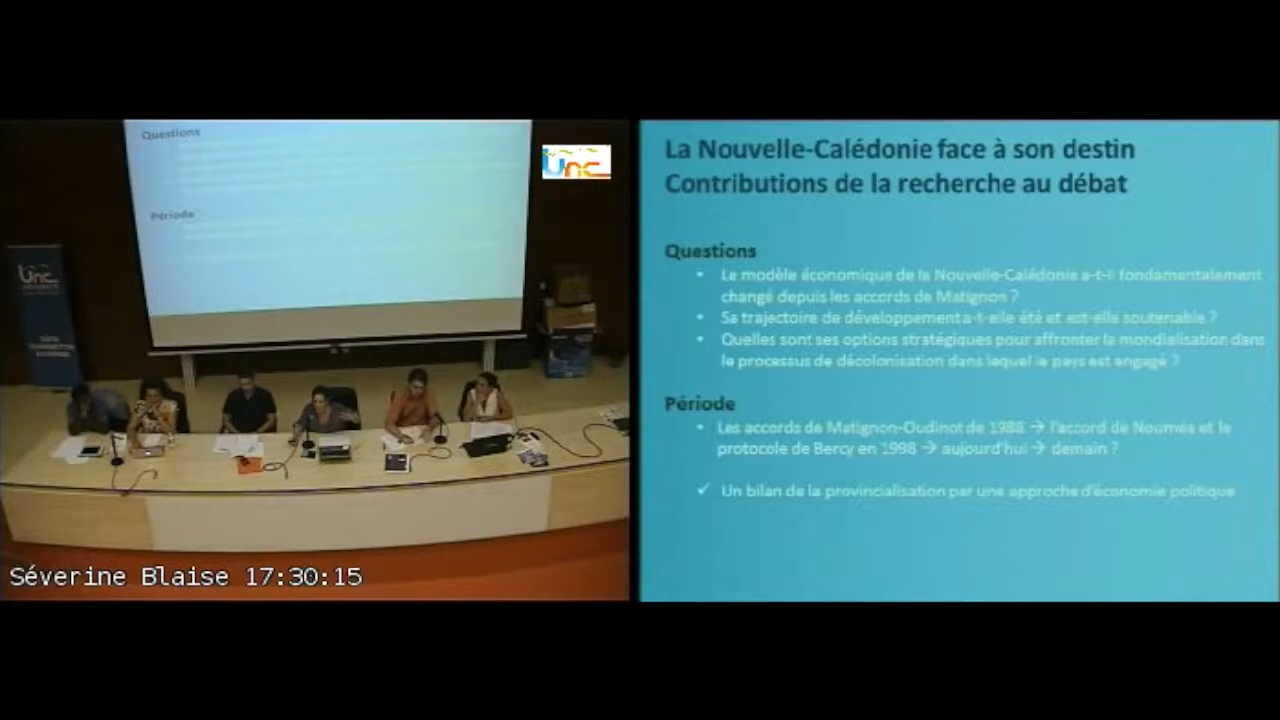 Questions
Période
unc
unc
Séverine Blaise 17:30:15
La Nouvelle-Calédonie face à son destin
Contributions de la recherche au débat
Questions
• Le modèle économique de la Nouvelle-Calédonie a-t-il fondamentalement
changé depuis les accords de Matignon ?
• Sa trajectoire de développement a-t-elle été et est-elle soutenable ?
• Quelles sont ses options stratégiques pour affronter la mondialisation dans
le processus de décolonisation dans lequel le pays est engagé ?
Période
• Les accords de Matignon-Oudinot de 1988 → l'accord de Nouméa et le
protocole de Bercy en 1998 → aujourd'hui → demain ?
✓ Un bilan de la provincialisation par une approche d'économie politique